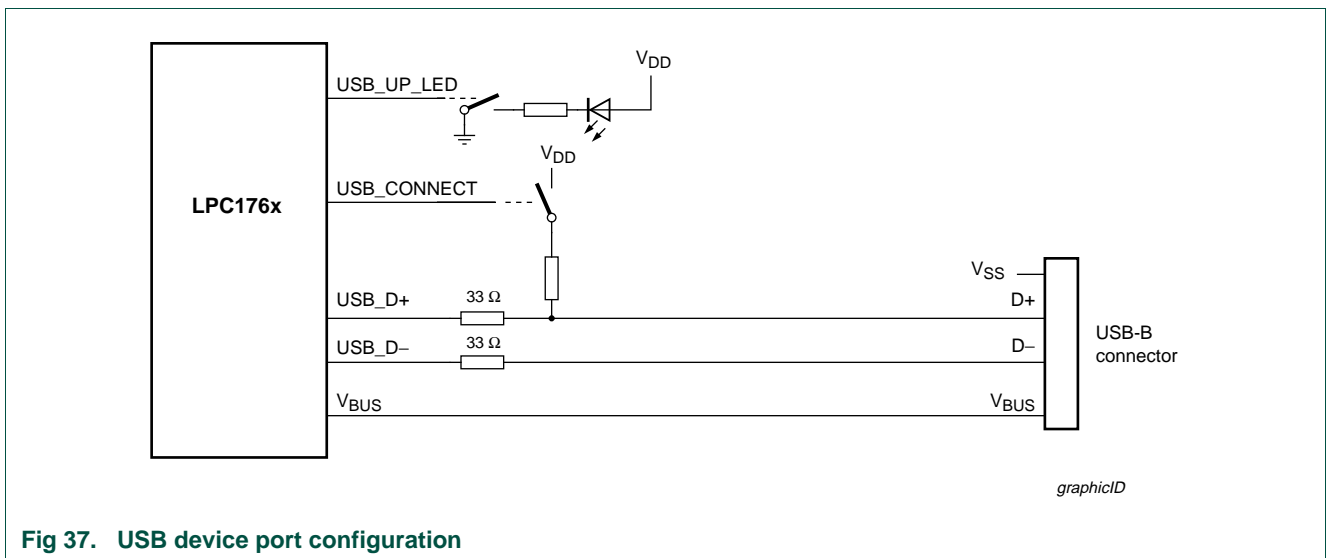 VDD
USB_UP_LED
VDD
USB_CONNECT
LPC176x
VSS
USB_D+
33 Ω
D+
USB_D−
33 Ω
D−
USB-B
connector
VBUS
VBUS
graphicID
Fig 37. USB device port configuration